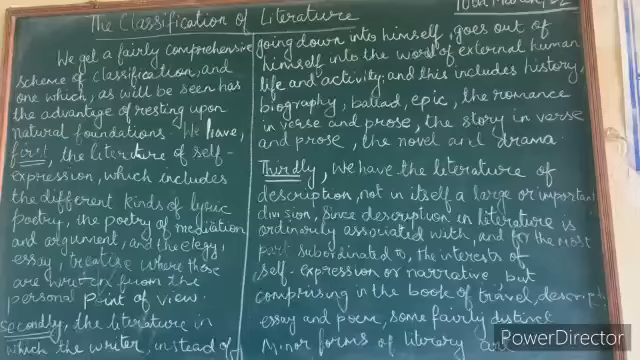 The Classification of Literature
10th March, 22
We get a fairly comprehensive
scheme of classification, and
one which, as will be seen has
the advantage of resting upon
natural foundations. We have,
first, the literature of self-
expression, which includes
the different kinds of lyric
poetry, the poetry of mediation
and argument, and the elegy,
essay, treatise where those
are written from the
personal point of view.
Secondly, the literature in
which the writer, instead of
going down into himself, goes out of
himself into the word of external human
life and activity; and this includes history,
biography, ballad, epic, the romance
in verse and prose, the story in verse
and prose, the novel and drama.
Thirdly, we have the literature of
description, not in itself a large or important
division, since description in literature is
ordinarily associated with, and for the most
part subordinated to, the interests of
self-expression or narrative but
comprising in the book of travel, descript
essay and poem, some fairly distinct
Minor forms of literary
PowerDirector